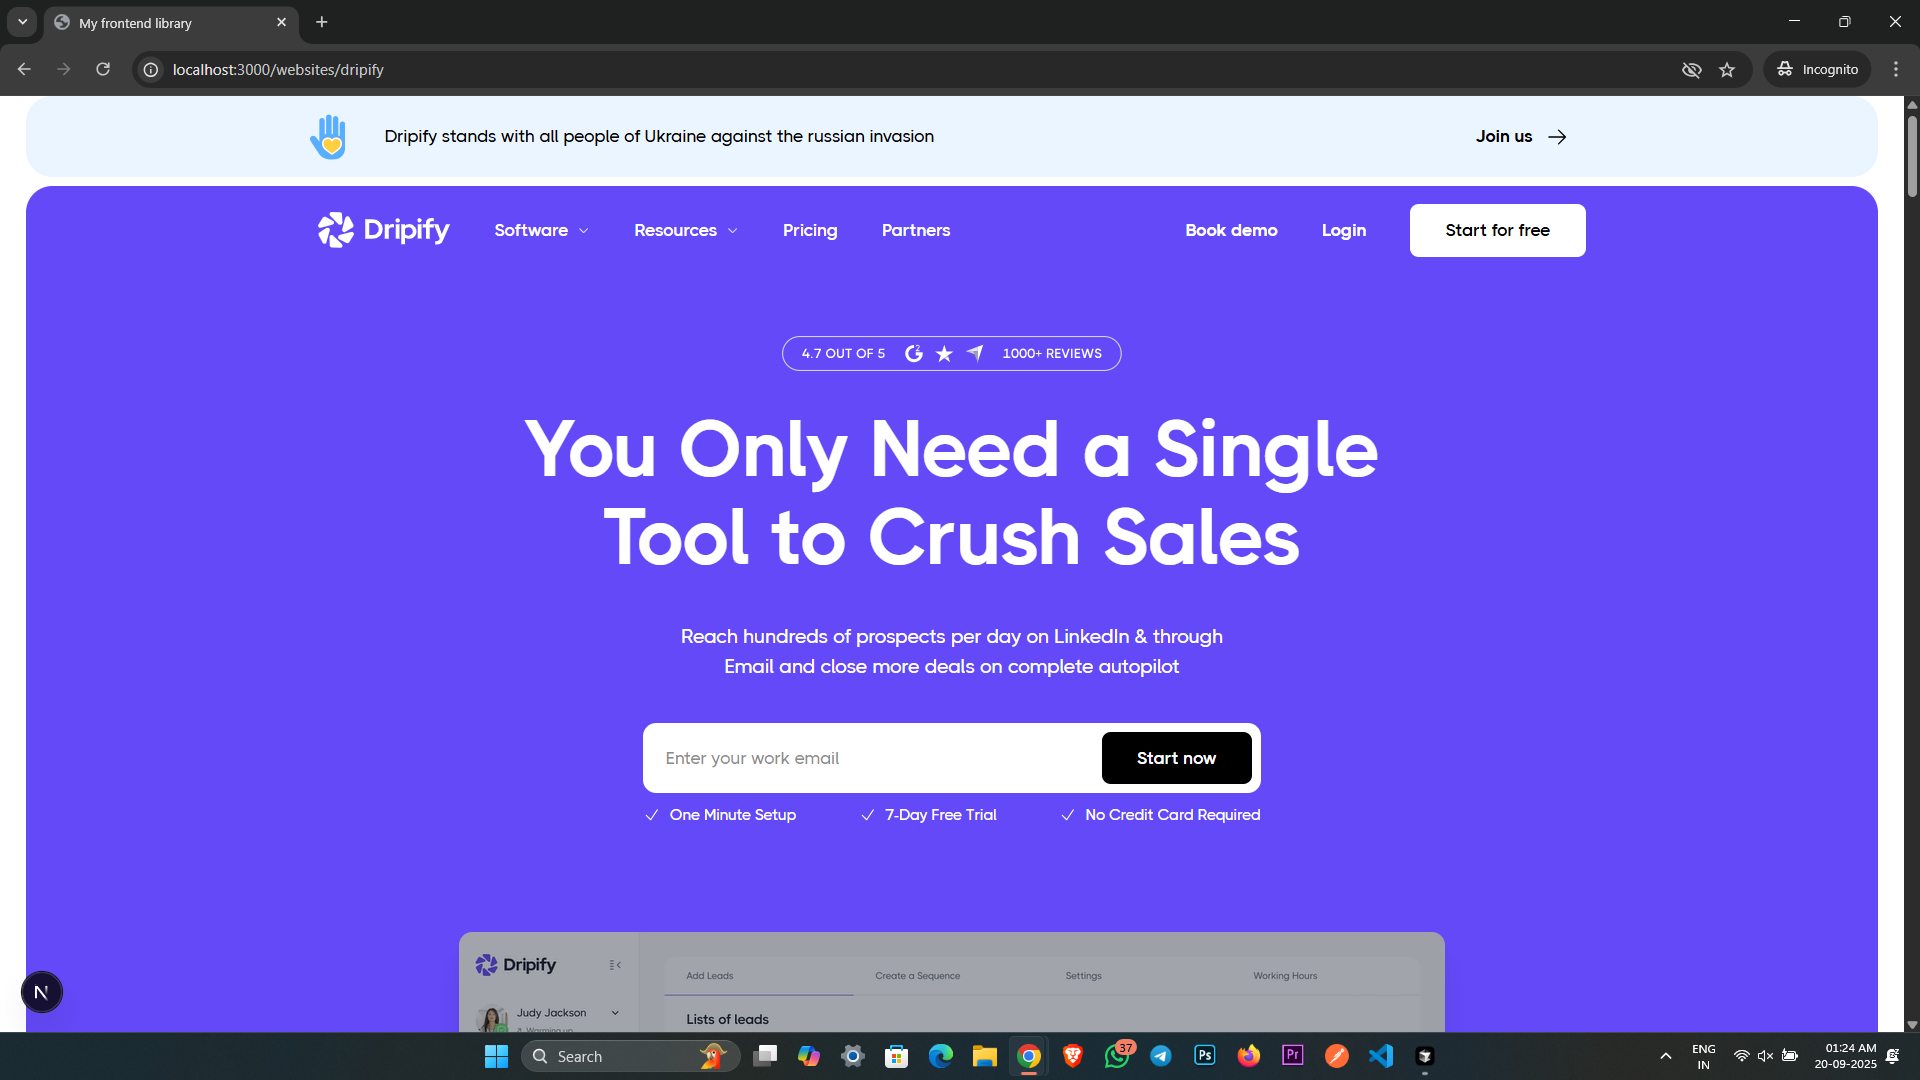 My frontend library
localhost:3000/websites/dripify
Incognito
Dripify stands with all people of Ukraine against the russian invasion
Join us
Dripify
Software
Resources
Pricing
Partners
Book demo
Login
Start for free
4.7 OUT OF 5
G2
1000+ REVIEWS
You Only Need a Single
Tool to Crush Sales
Reach hundreds of prospects per day on LinkedIn & through
Email and close more deals on complete autopilot
Enter your work email
Start now
One Minute Setup
7-Day Free Trial
No Credit Card Required
Dripify
Add Leads
Create a Sequence
Settings
Working Hours
Judy Jackson
Warming up
Lists of leads
N
Search
37
Ps
Pr
ENG
IN
01:24 AM
20-09-2025